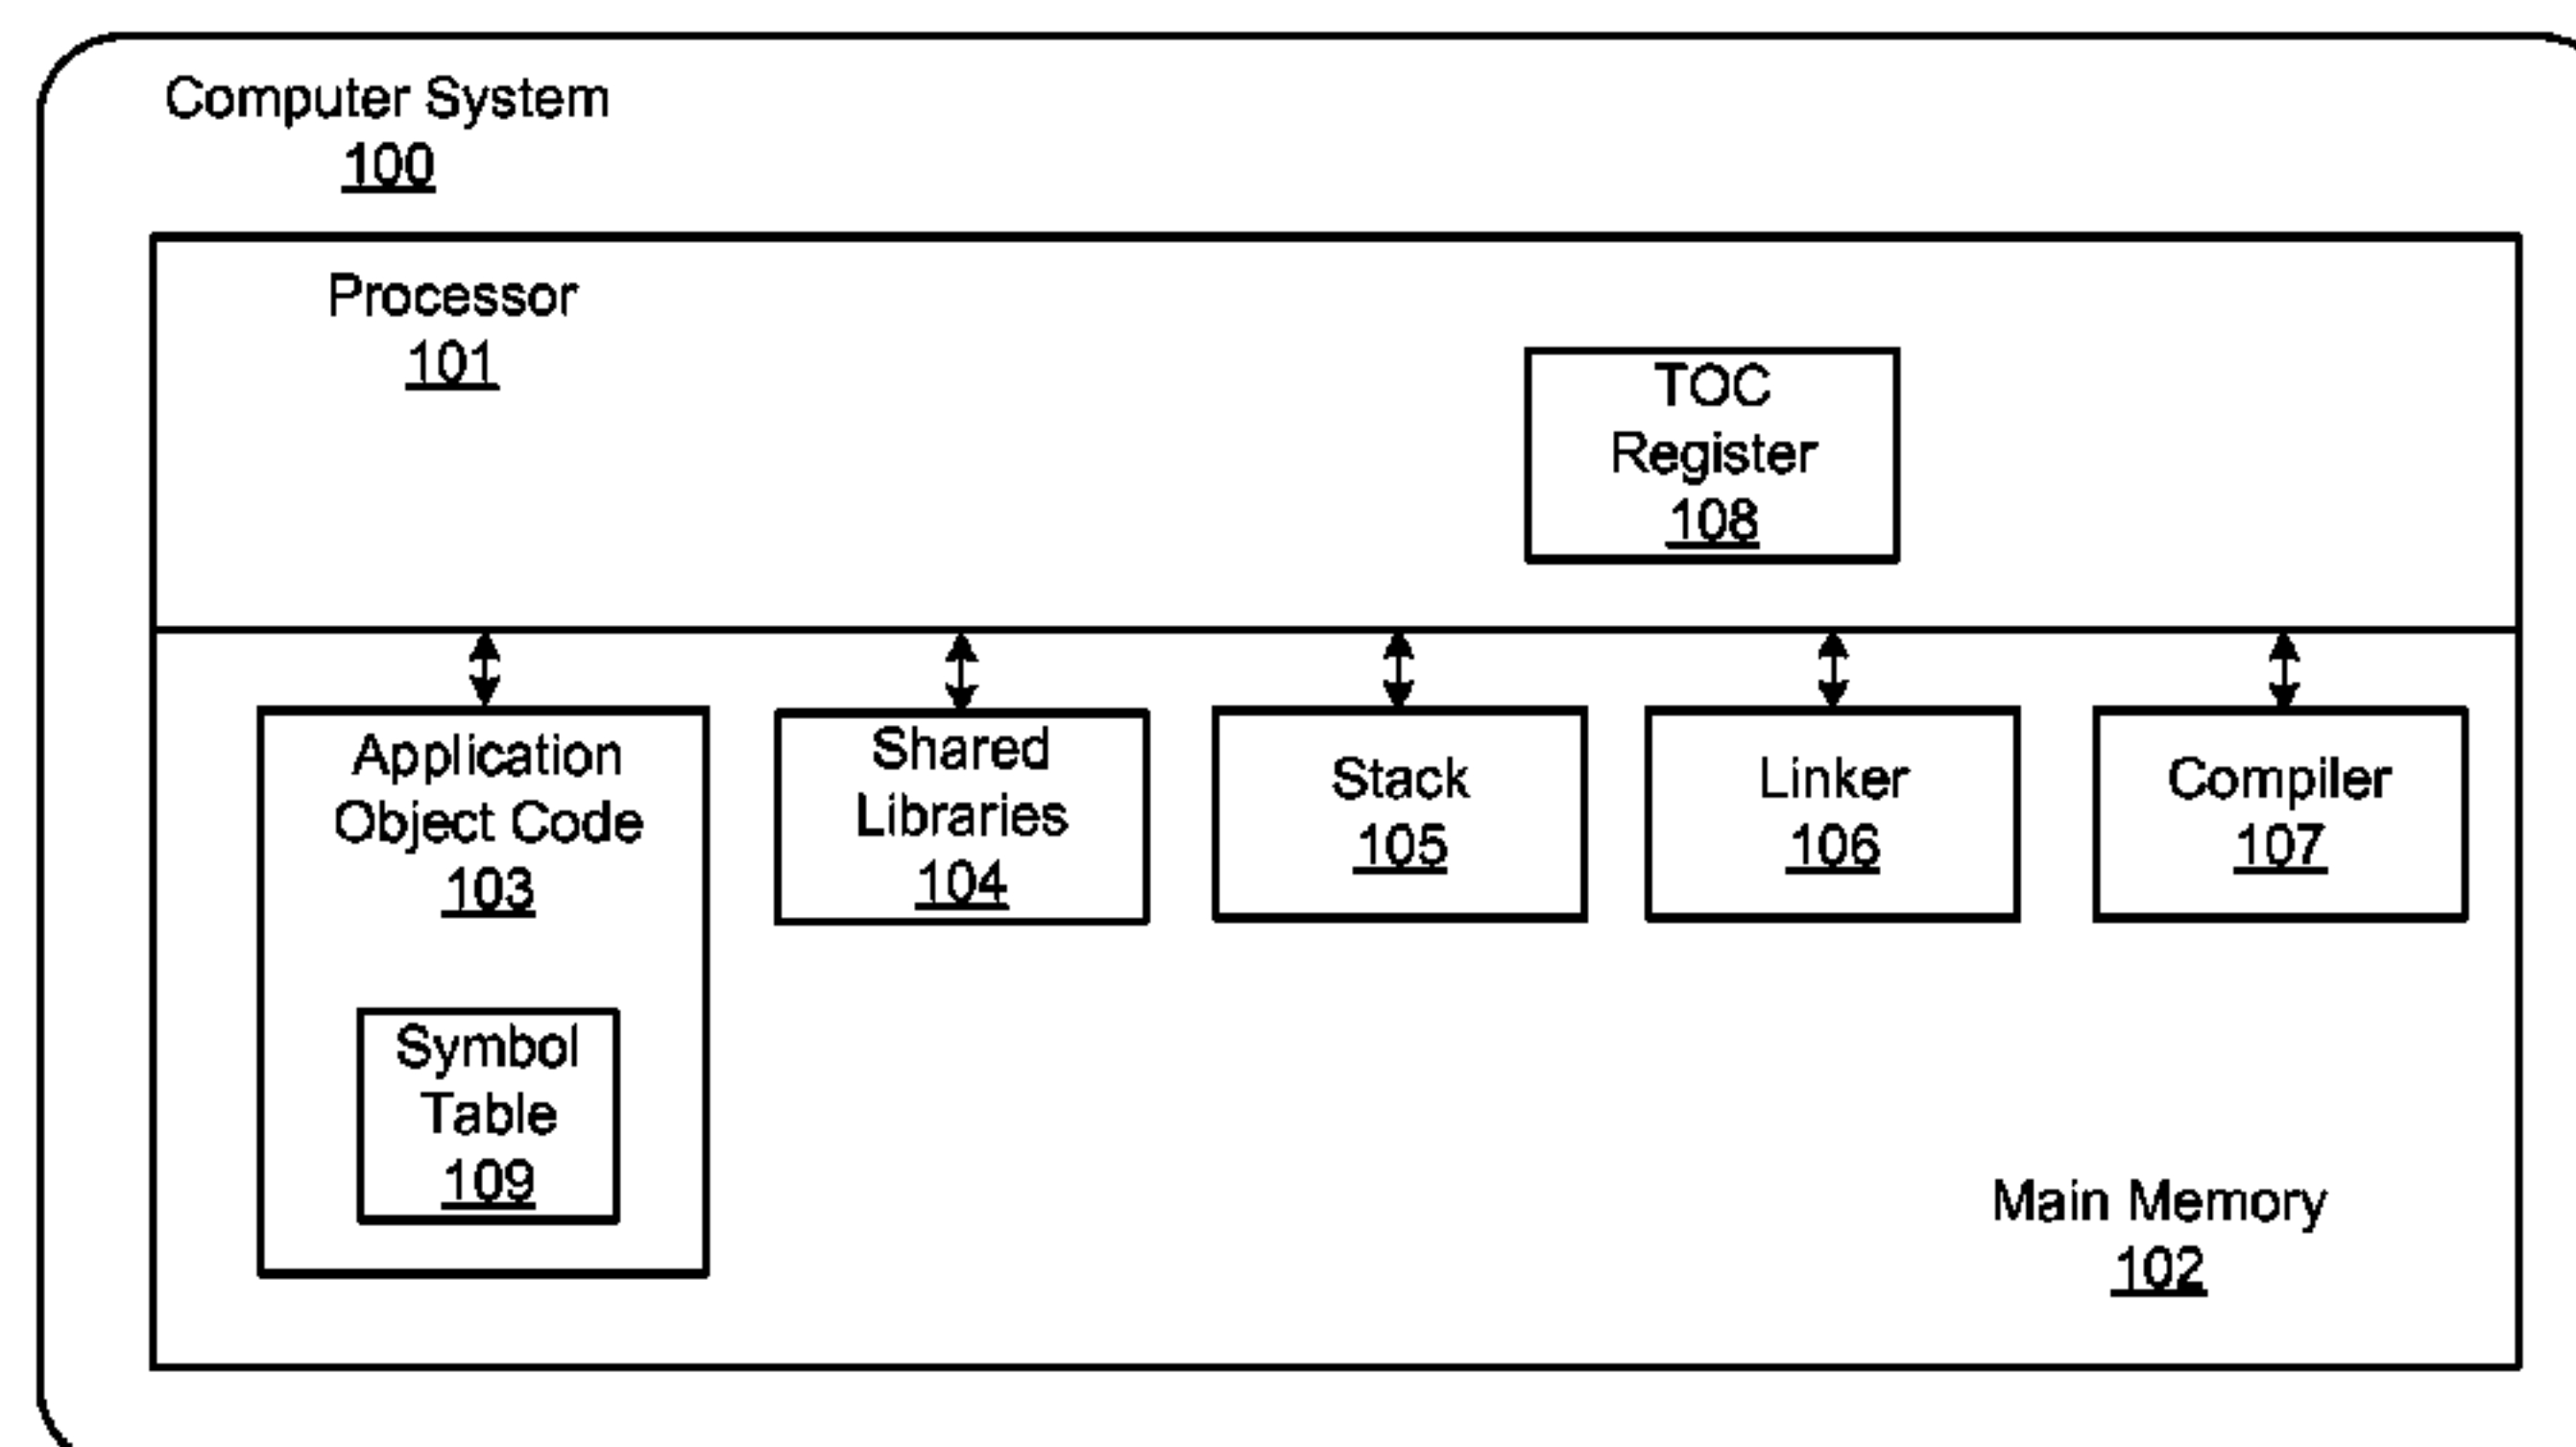 Computer System
100
Processor
101
TOC
Register
108
Application
Object Code
103
Shared
Libraries
104
Stack
105
Linker
106
Compiler
107
Symbol
Table
109
Main Memory
102